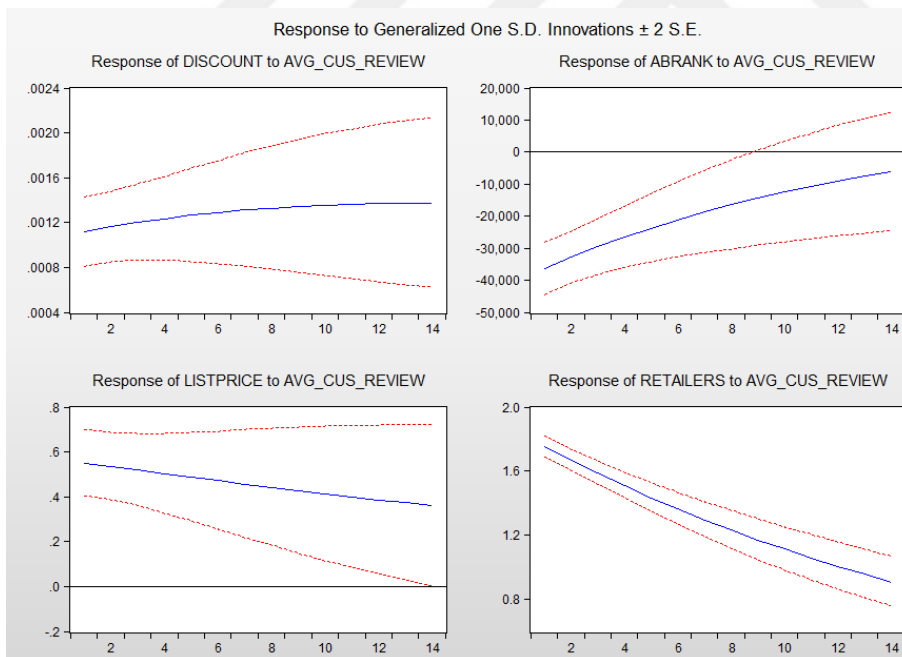 Response to Generalized One S.D. Innovations ± 2 S.E.
Response of DISCOUNT to AVG_CUS_REVIEW
.0024
.0020
.0016
.0012
.0008
.0004
2 4 6 8 10 12 14
Response of ABRANK to AVG_CUS_REVIEW
20,000
10,000
0
-10,000
-20,000
-30,000
-40,000
-50,000
2 4 6 8 10 12 14
Response of LISTPRICE to AVG_CUS_REVIEW
.8
.6
.4
.2
.0
-.2
2 4 6 8 10 12 14
Response of RETAILERS to AVG_CUS_REVIEW
2.0
1.6
1.2
0.8
2 4 6 8 10 12 14